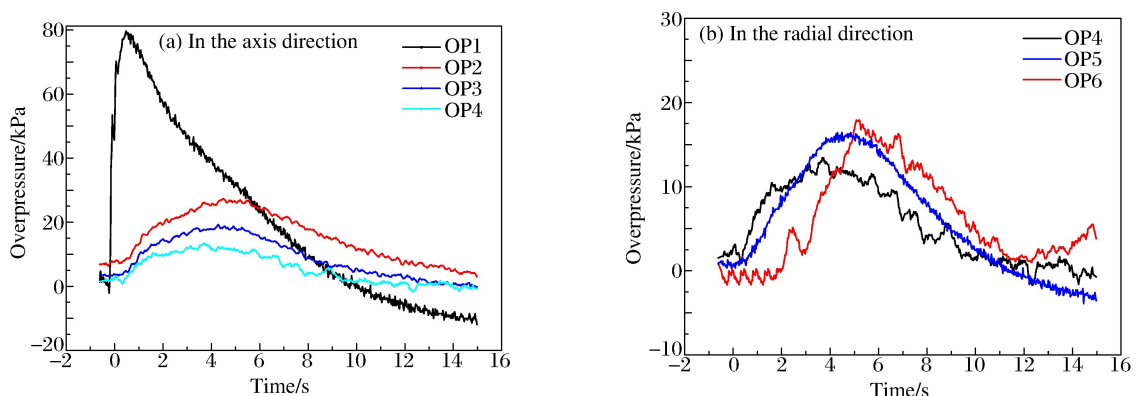 (a) In the axis direction
OP1
OP2
OP3
OP4
Overpressure/kPa
80
60
40
20
0
−20
−2
0
2
4
6
8
10
12
14
16
Time/s
(b) In the radial direction
OP4
OP5
OP6
Overpressure/kPa
30
20
10
0
−10
−2
0
2
4
6
8
10
12
14
16
Time/s